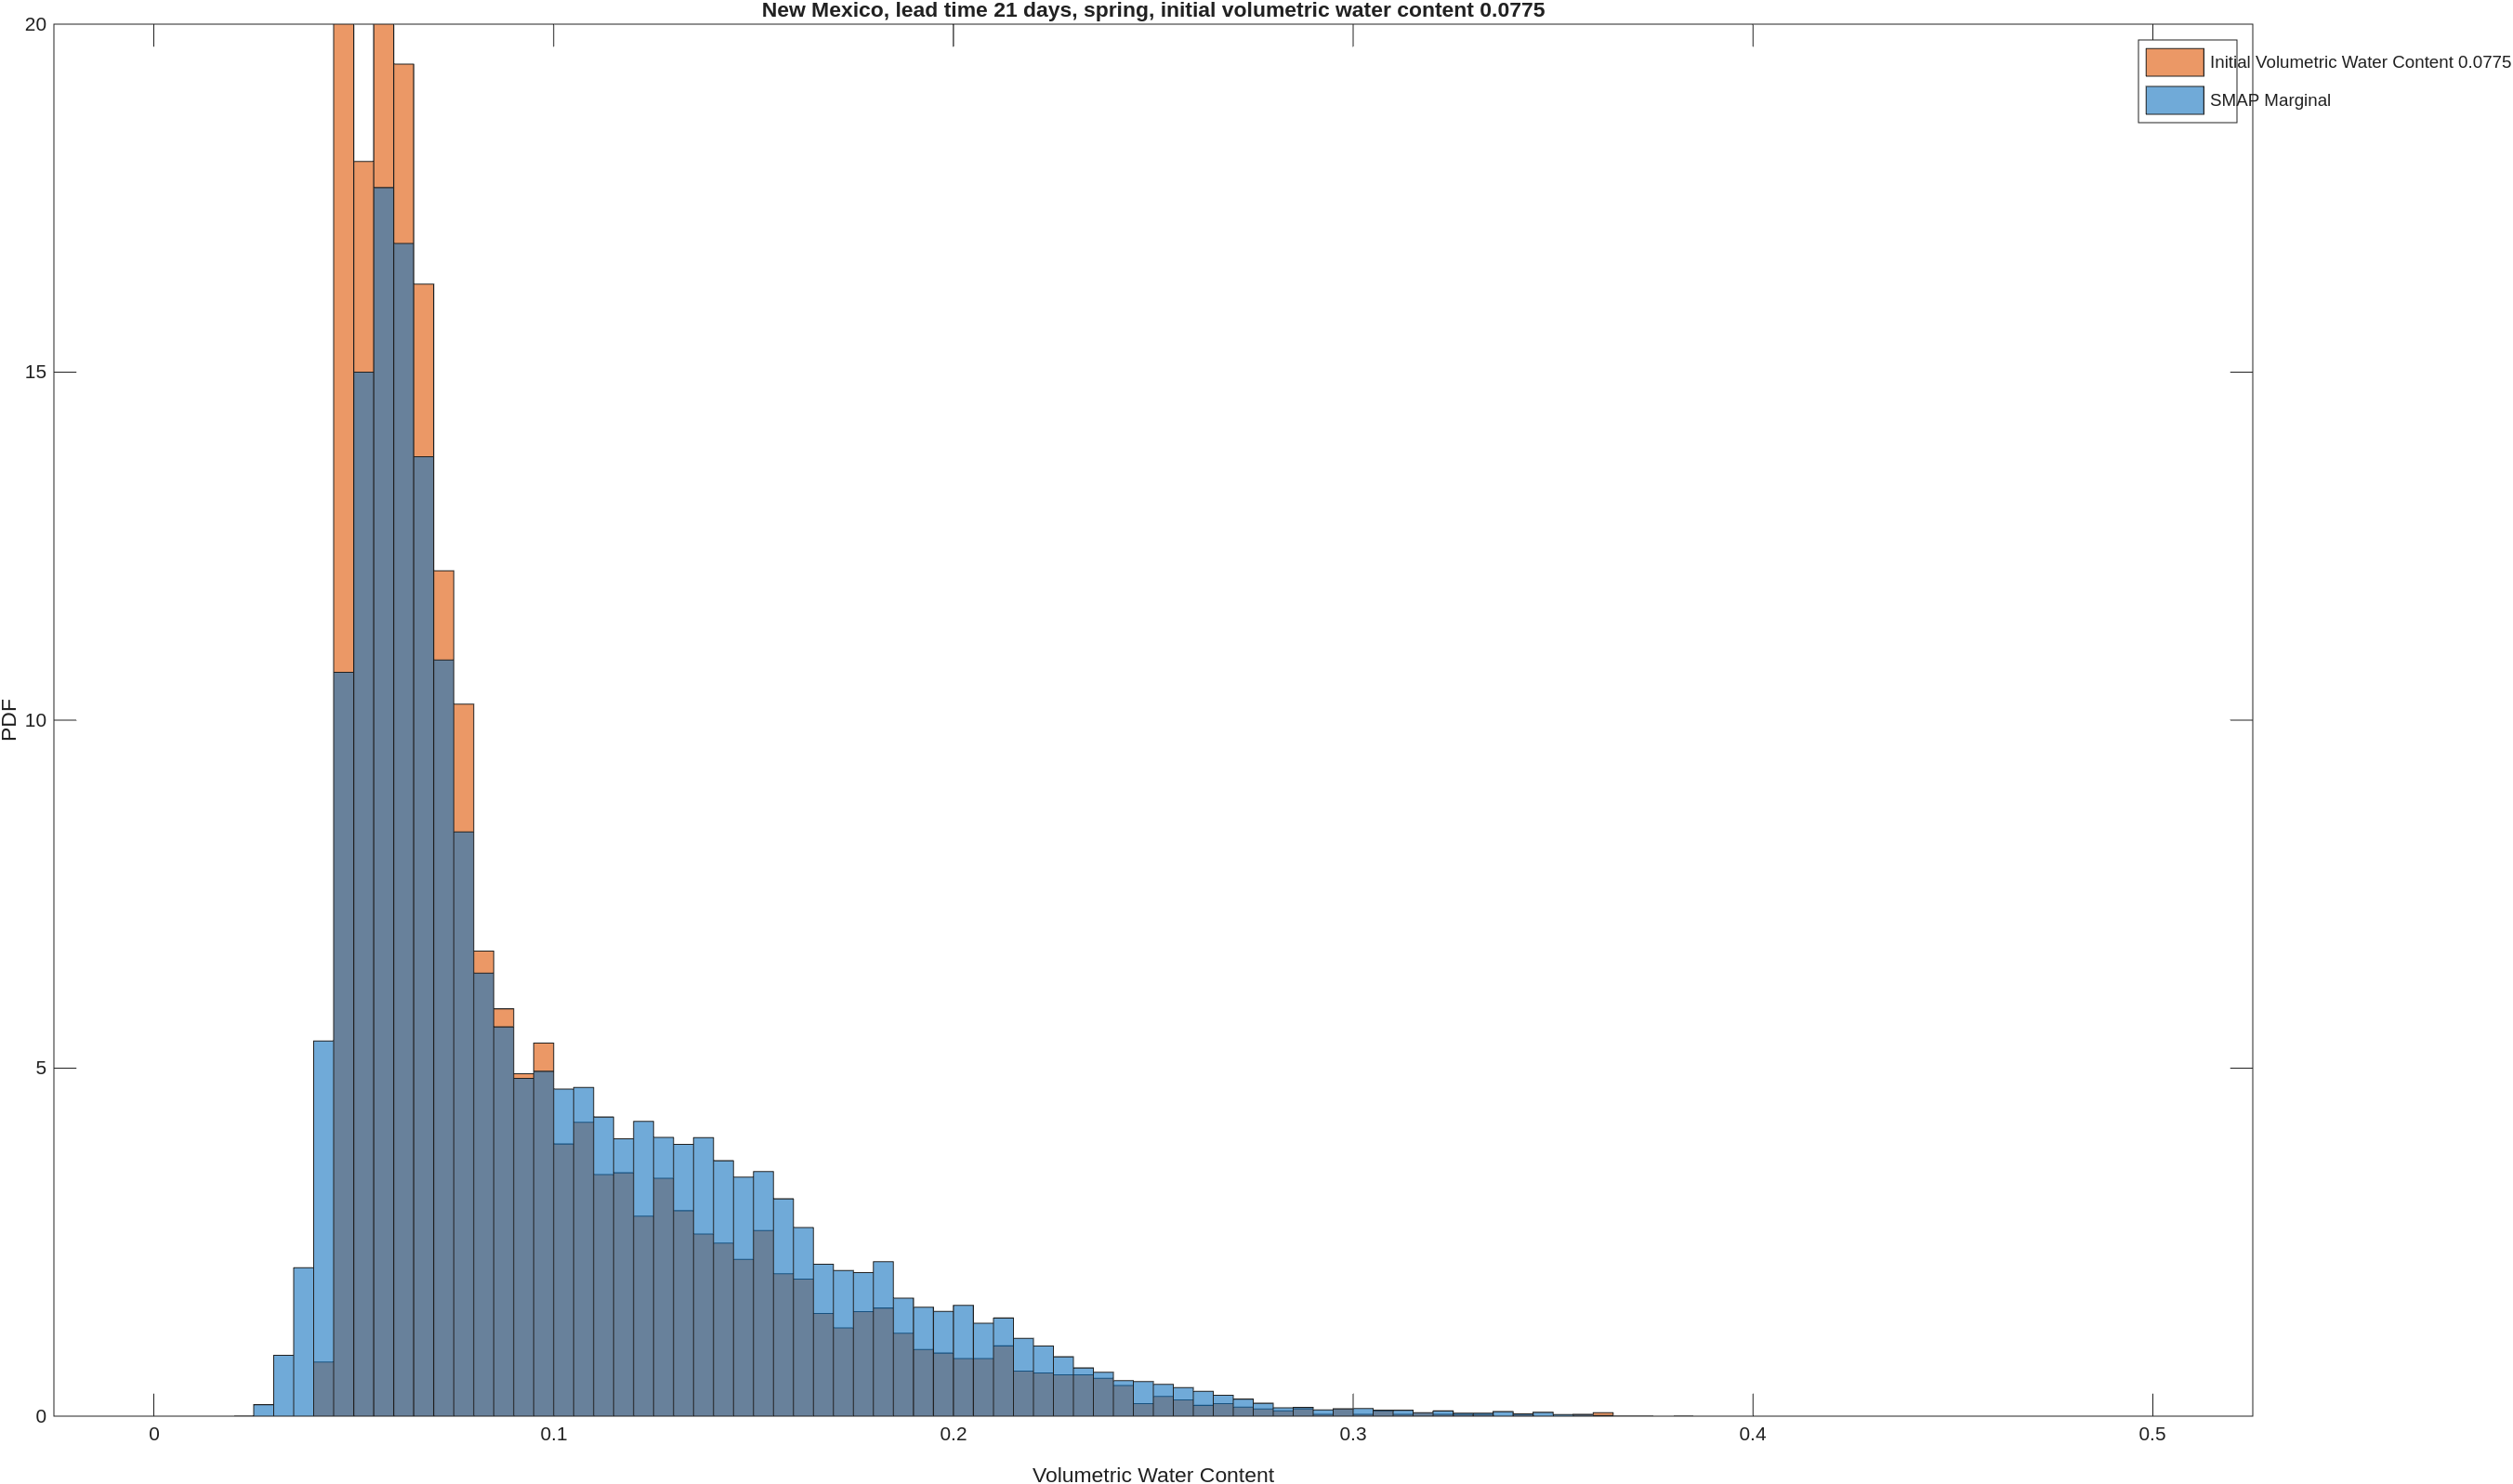 New Mexico, lead time 21 days, spring, initial volumetric water content 0.0775
20
15
10
5
0
PDF
Initial Volumetric Water Content 0.0775
SMAP Marginal
0 0.1 0.2 0.3 0.4 0.5
Volumetric Water Content